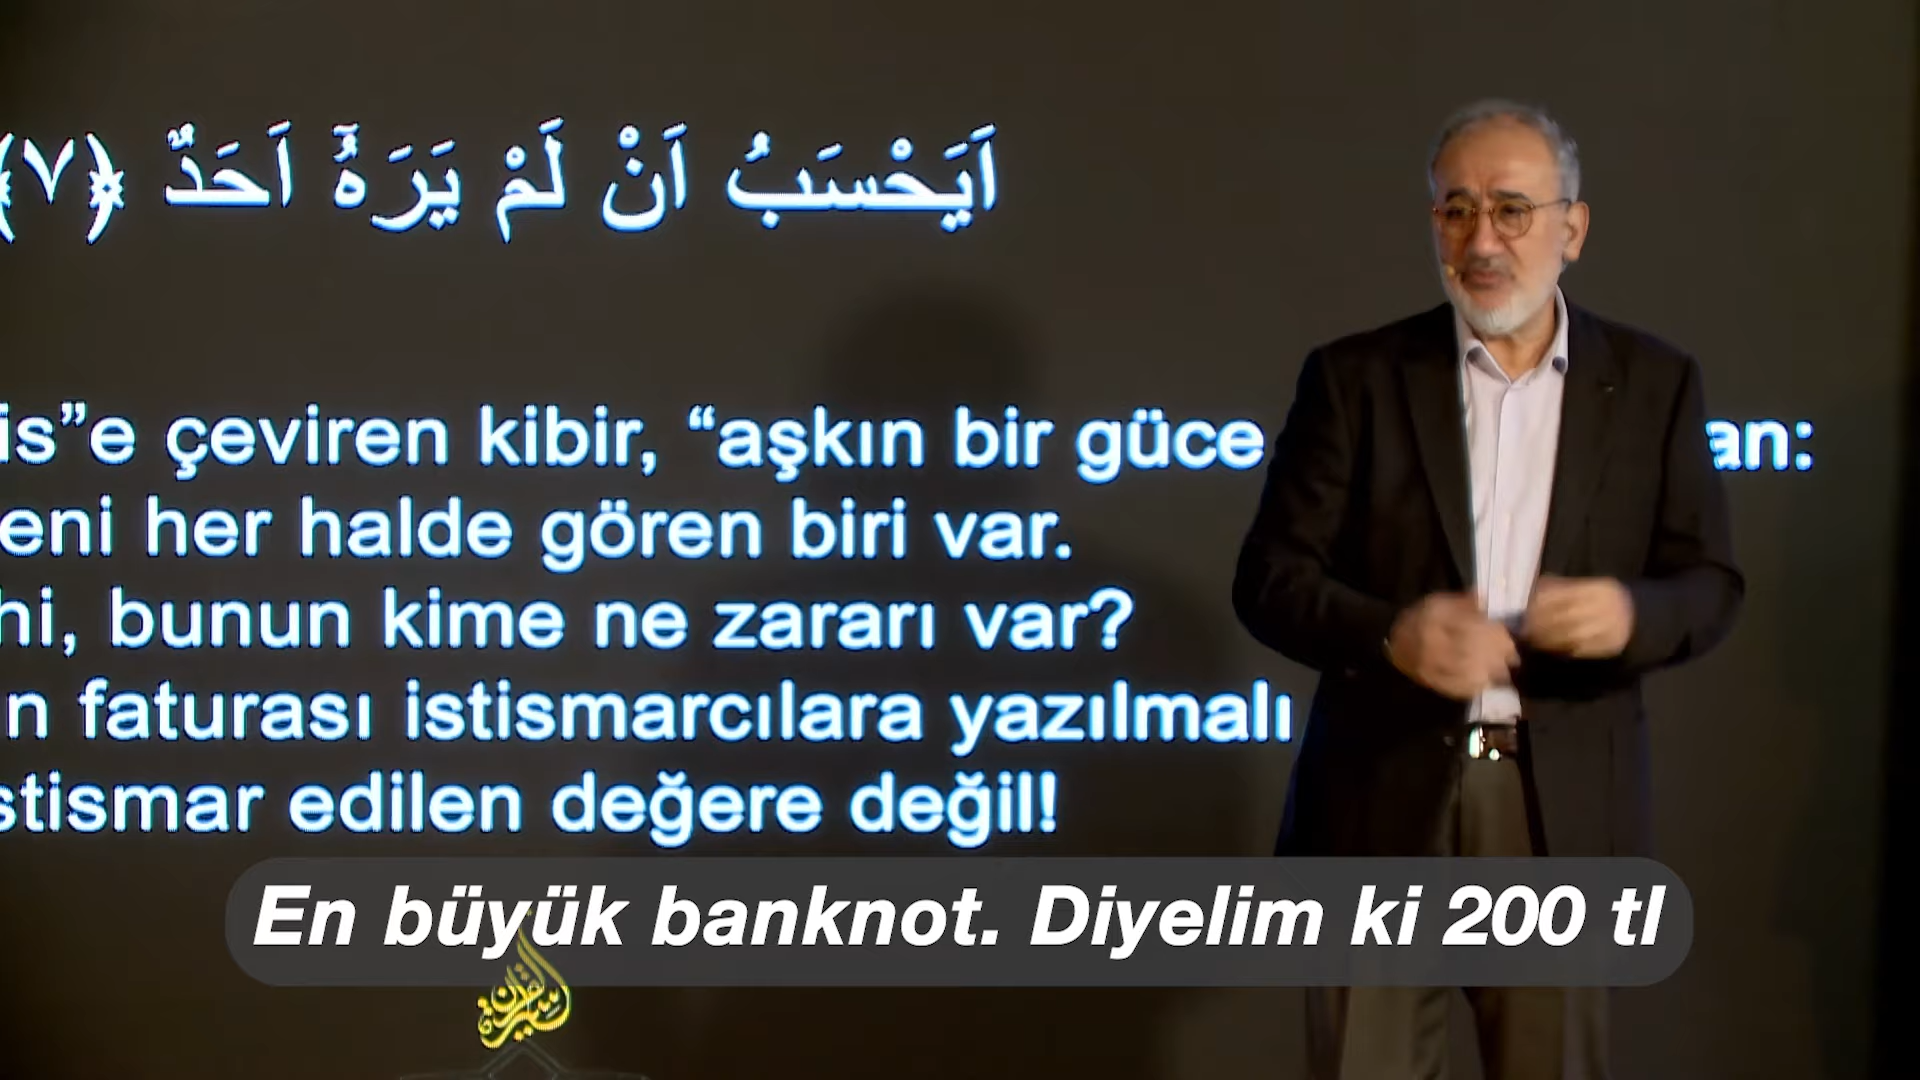 اَيَحْسَبُ اَنْ لَمْ يَرَهُٓ اَحَدٌ ﴿٧﴾
is”e çeviren kibir, “aşkın bir güce an:
eni her halde gören biri var.
hi, bunun kime ne zararı var?
n faturası istismarcılara yazılmalı
stismar edilen değere değil!
En büyük banknot. Diyelim ki 200 tl